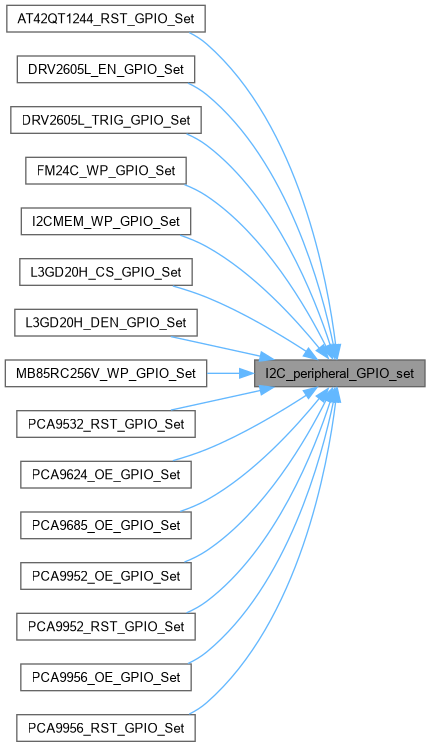 AT42QT1244_RST_GPIO_Set
DRV2605L_EN_GPIO_Set
DRV2605L_TRIG_GPIO_Set
FM24C_WP_GPIO_Set
I2CMEM_WP_GPIO_Set
L3GD20H_CS_GPIO_Set
L3GD20H_DEN_GPIO_Set
MB85RC256V_WP_GPIO_Set
I2C_peripheral_GPIO_set
PCA9532_RST_GPIO_Set
PCA9624_OE_GPIO_Set
PCA9685_OE_GPIO_Set
PCA9952_OE_GPIO_Set
PCA9952_RST_GPIO_Set
PCA9956_OE_GPIO_Set
PCA9956_RST_GPIO_Set